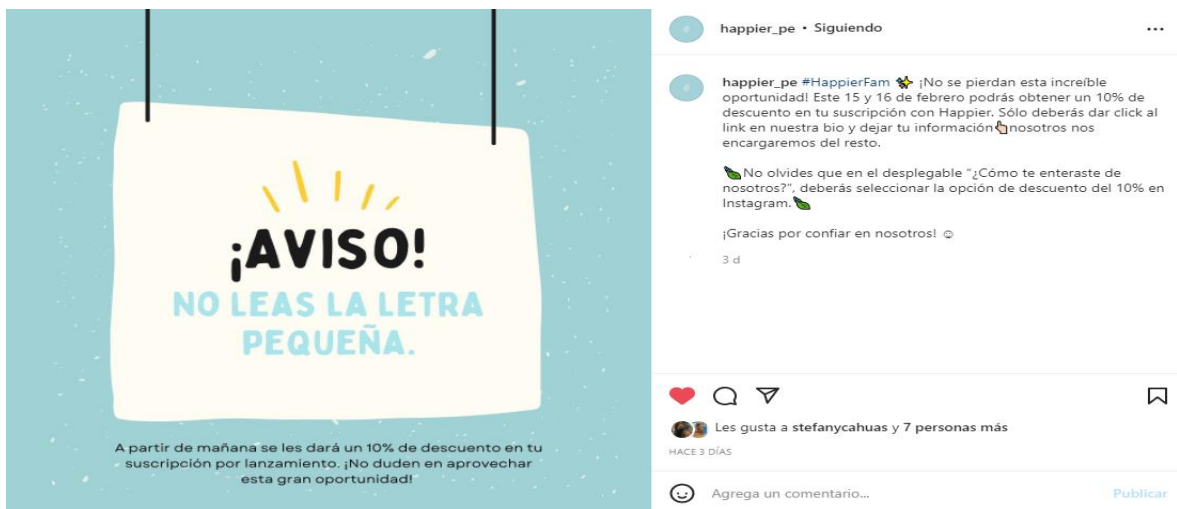 ¡AVISO!
NO LEAS LA LETRA
PEQUEÑA.
A partir de mañana se les dará un 10% de descuento en tu
suscripción por lanzamiento. ¡No duden en aprovechar
esta gran oportunidad!
happier_pe • Siguiendo
happier_pe #HappierFam ✨ ¡No se pierdan esta increíble
oportunidad! Este 15 y 16 de febrero podrás obtener un 10% de
descuento en tu suscripción con Happier. Sólo deberás dar click al
link en nuestra bio y dejar tu información👆nosotros nos
encargaremos del resto.
🍃No olvides que en el desplegable "¿Cómo te enteraste de
nosotros?", deberás seleccionar la opción de descuento del 10% en
Instagram.🍃
¡Gracias por confiar en nosotros! ☺
3 d
Les gusta a stefanycahuas y 7 personas más
HACE 3 DÍAS
Agrega un comentario...
Publicar